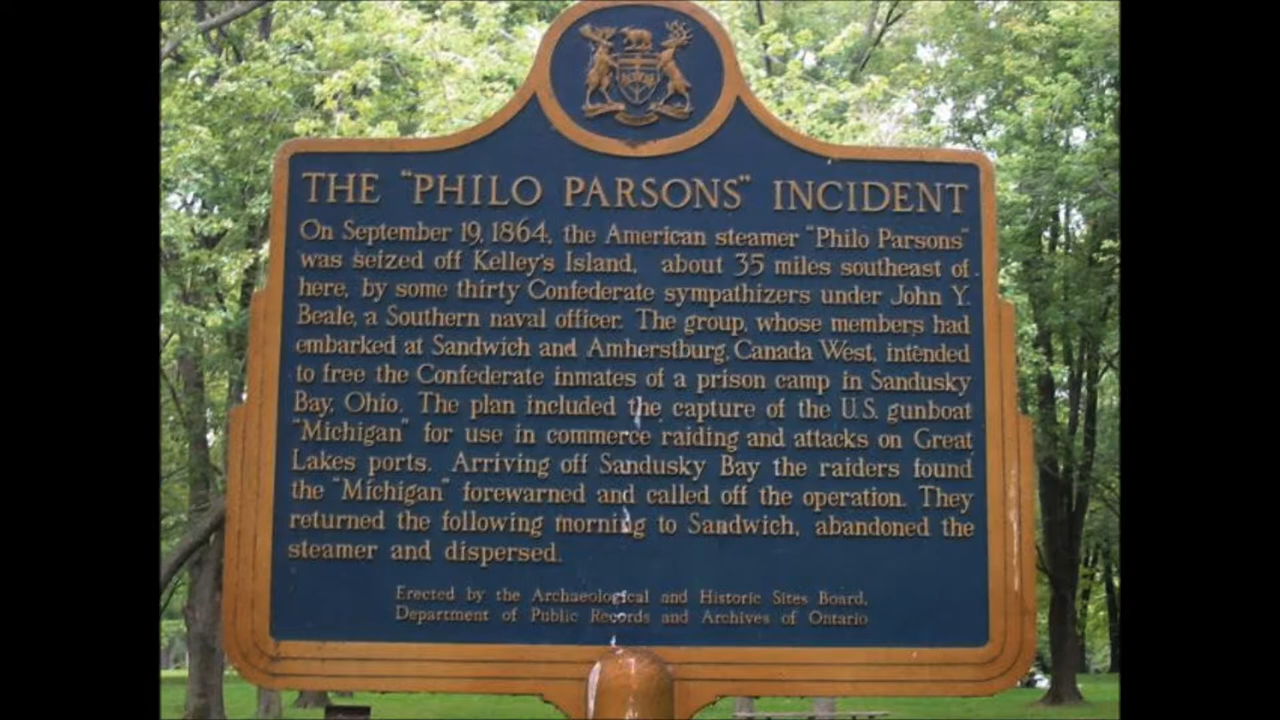 THE "PHILO PARSONS" INCIDENT
On September 19, 1864, the American steamer "Philo Parsons"
was seized off Kelley's Island, about 35 miles southeast of
here, by some thirty Confederate sympathizers under John Y.
Beale, a Southern naval officer. The group, whose members had
embarked at Sandwich and Amherstburg, Canada West, intended
to free the Confederate inmates of a prison camp in Sandusky
Bay, Ohio. The plan included the capture of the U.S. gunboat
"Michigan" for use in commerce raiding and attacks on Great
Lakes ports. Arriving off Sandusky Bay the raiders found
the "Michigan" forewarned and called off the operation. They
returned the following morning to Sandwich, abandoned the
steamer and dispersed.
Erected by the Archaeological and Historic Sites Board,
Department of Public Records and Archives of Ontario